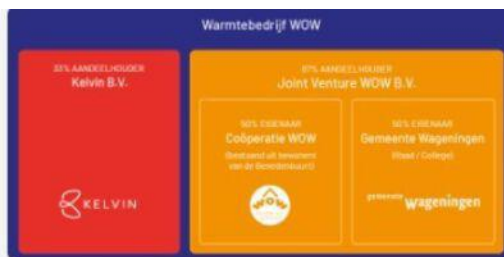 Warmtebedrijf WOW
33% AANDEELHOUDER
Kelvin B.V.
KELVIN
67% AANDEELHOUDER
Joint Venture WOW B.V.
50% EIGENAAR
Coöperatie WOW
(bestaand uit bewoners
van de Benedenbuurt)
WOW
50% EIGENAAR
Gemeente Wageningen
(Raad / College)
gemeente Wageningen